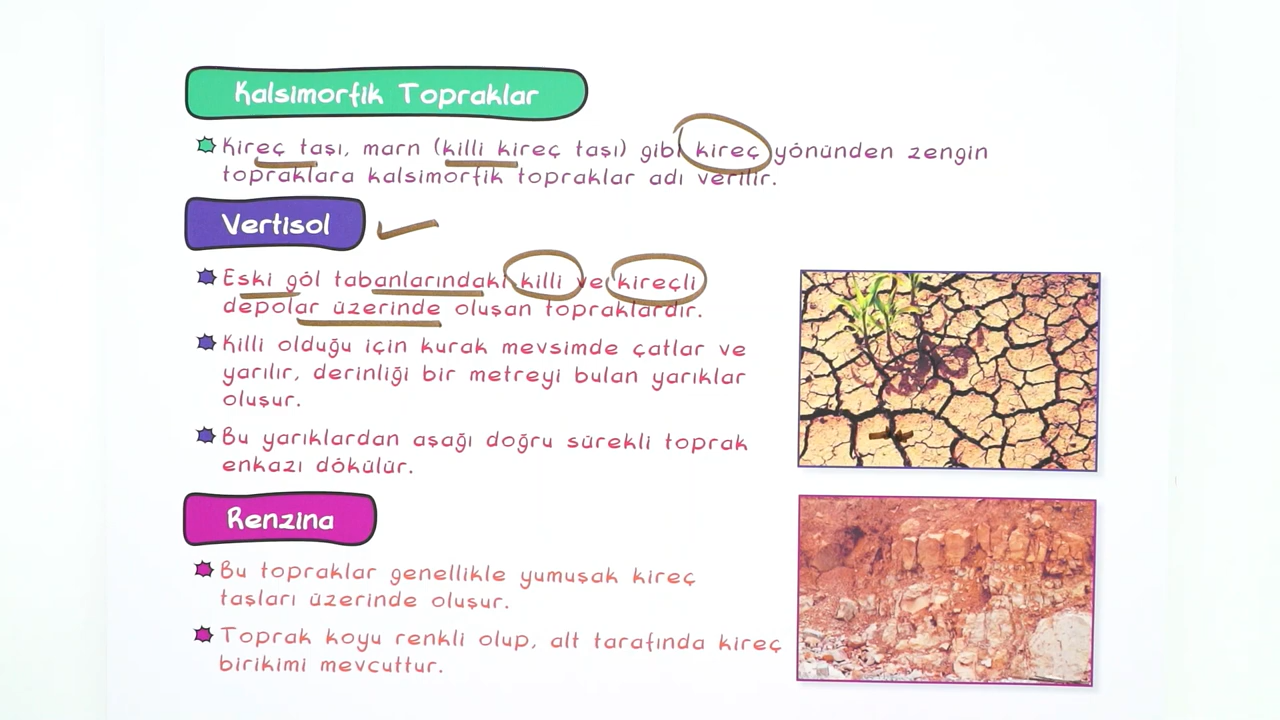 Kalsimorfik Topraklar
Kireç taşı, marn (killi kireç taşı) gibi kireç yönünden zengin
topraklara kalsimorfik topraklar adı verilir.
Vertisol
Eski göl tabanlarındaki killi ve kireçli
depolar üzerinde oluşan topraklardır.
Killi olduğu için kurak mevsimde çatlar ve
yarılır, derinliği bir metreyi bulan yarıklar
oluşur.
Bu yarıklardan aşağı doğru sürekli toprak
enkazı dökülür.
Renzina
Bu topraklar genellikle yumuşak kireç
taşları üzerinde oluşur.
Toprak koyu renkli olup, alt tarafında kireç
birikimi mevcuttur.